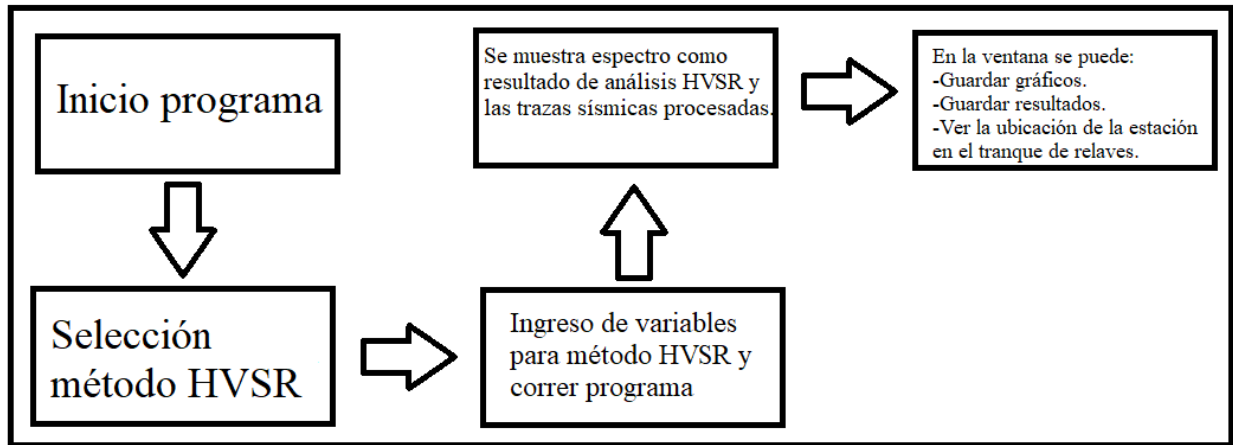 Inicio programa
Selección
método HVSR
Ingreso de variables
para método HVSR y
correr programa
Se muestra espectro como
resultado de análisis HVSR y
las trazas sísmicas procesadas.
En la ventana se puede:
-Guardar gráficos.
-Guardar resultados.
-Ver la ubicación de la estación
en el tranque de relaves.